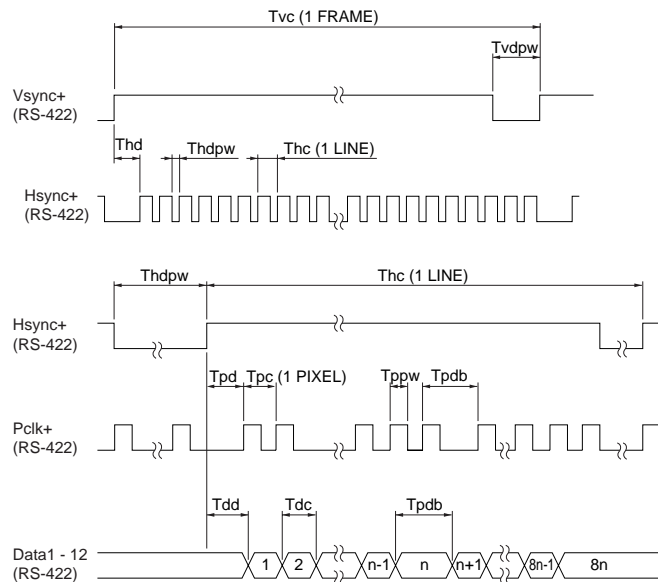 Tvc (1 FRAME)
Tvdpw
Vsync+
(RS-422)
Thd
Thdpw
Thc (1 LINE)
Hsync+
(RS-422)
Thdpw
Thc (1 LINE)
Hsync+
(RS-422)
Tpd
Tpc (1 PIXEL)
Tppw
Tpdb
Pclk+
(RS-422)
Tdd
Tdc
Tpdb
Data1 - 12
(RS-422)
1 2 n-1 n n+1 8n-1 8n